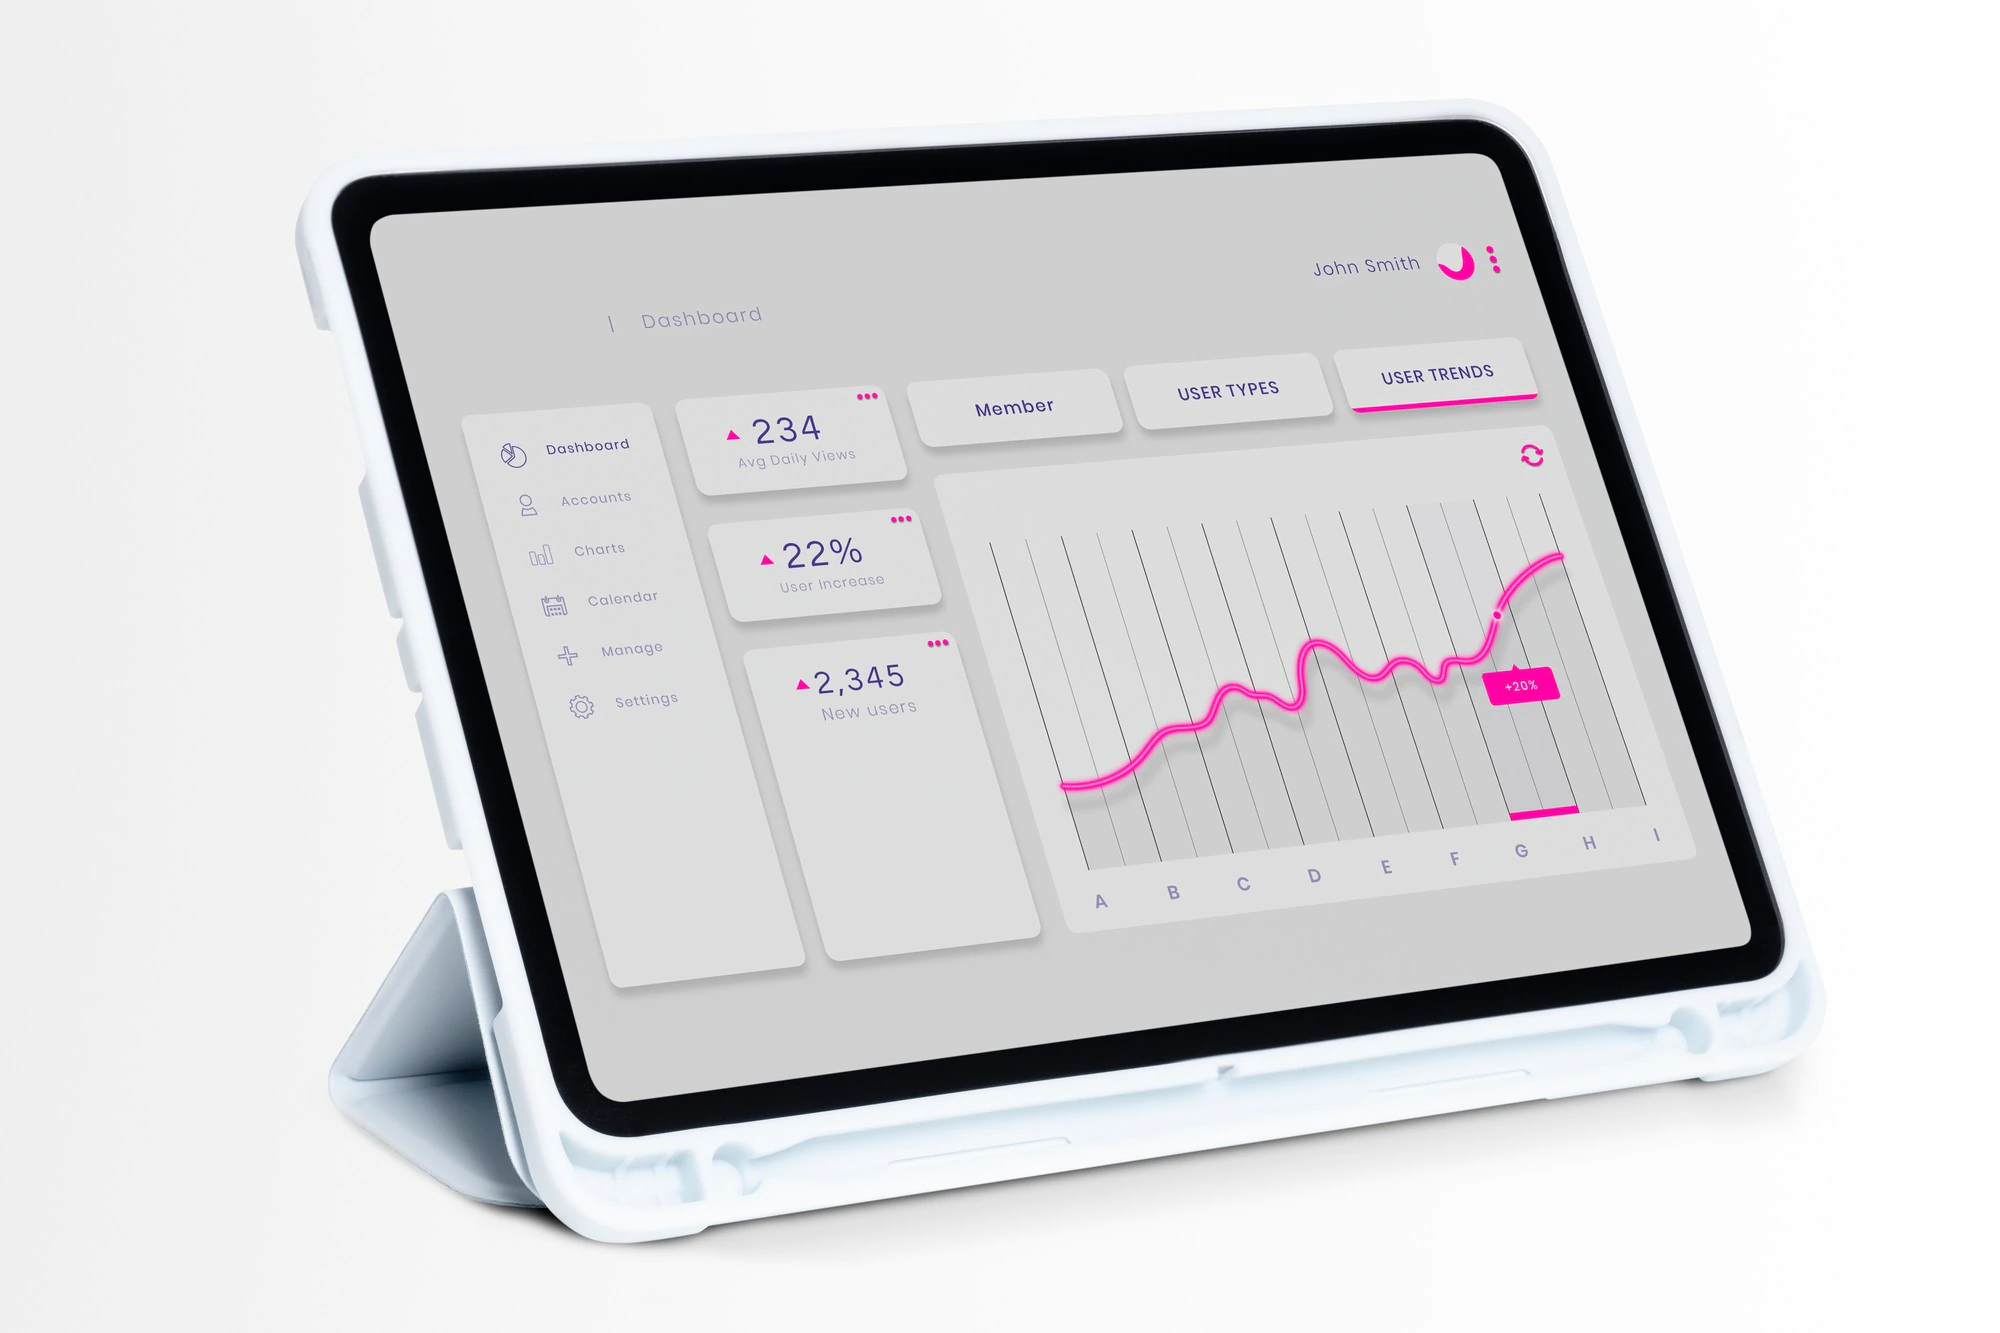 John Smith
| Dashboard
Dashboard
Accounts
Charts
Calendar
Manage
Settings
234
Avg Daily Views
22%
User Increase
2,345
New users
Member
USER TYPES
USER TRENDS
+20%
A B C D E F G H I